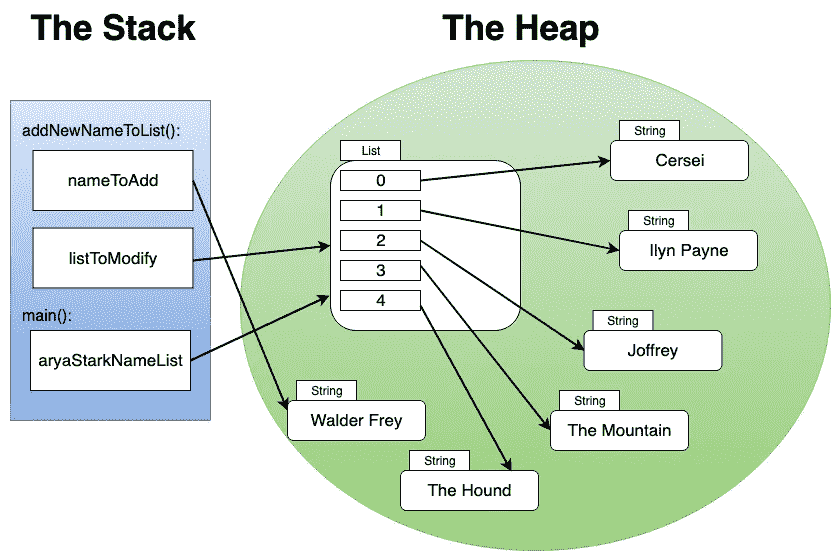 The Stack
The Heap
addNewNameToList():
nameToAdd
listToModify
main():
aryaStarkNameList
List
0
1
2
3
4
String
Cersei
String
Ilyn Payne
String
Joffrey
String
The Mountain
String
Walder Frey
String
The Hound